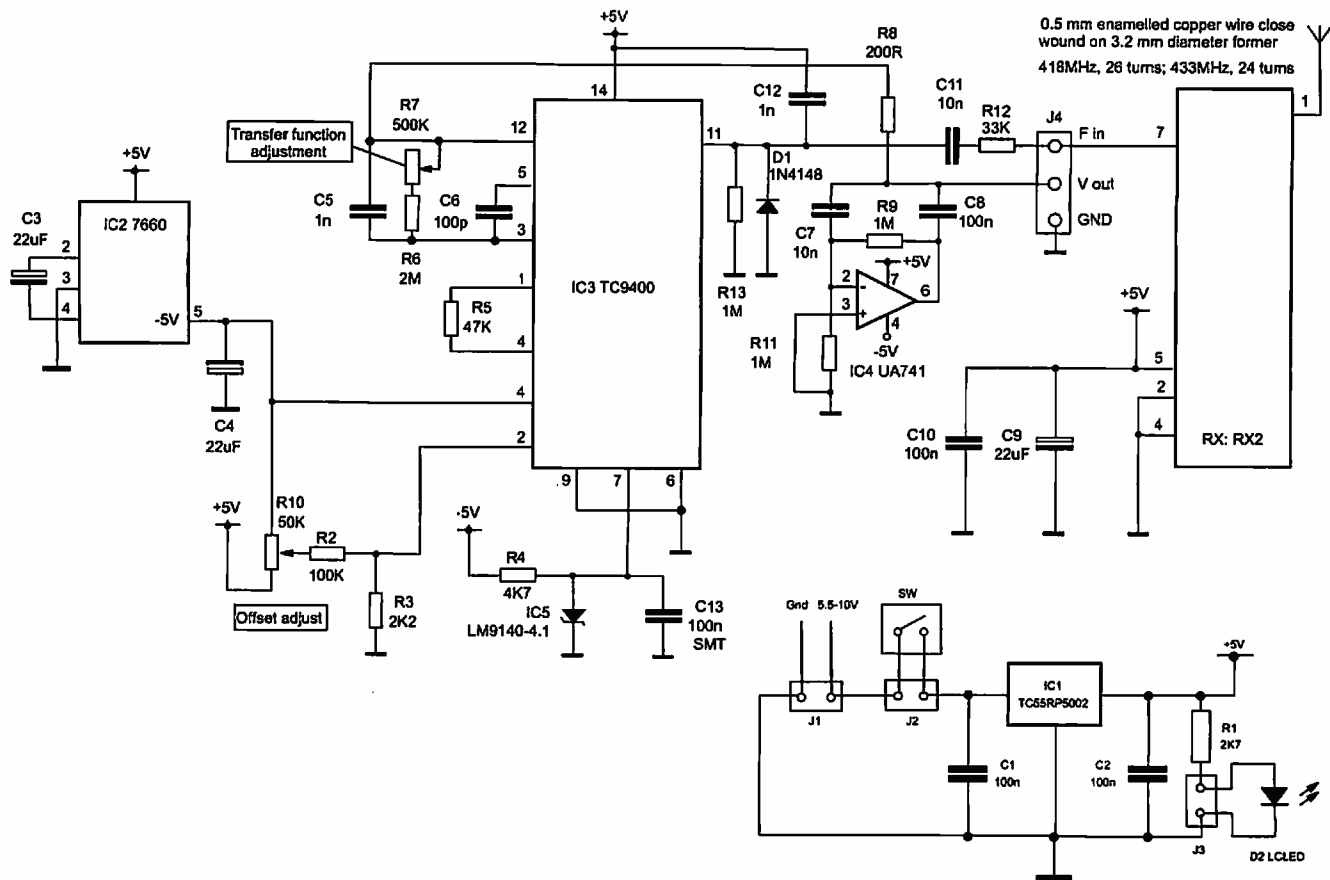 0.5 mm enamelled copper wire close
wound on 3.2 mm diameter former
418MHz, 26 turns; 433MHz, 24 turns
+5V
R8
200R
C12
1n
C11
10n
R12
33K
J4
F in
V out
GND
1
7
14
12
11
R7
500K
Transfer function
adjustment
+5V
C3
22uF
IC2 7660
2
3
4
5
-5V
C5
1n
C6
100p
5
3
R6
2M
D1
1N4148
R13
1M
C7
10n
R9
1M
C8
100n
+5V
7
2
3
6
4
-5V
IC4 UA741
R11
1M
IC3 TC9400
1
R5
47K
4
4
2
C4
22uF
9
7
6
+5V
5
2
4
C10
100n
C9
22uF
RX: RX2
+5V
R10
50K
R2
100K
R3
2K2
Offset adjust
-5V
R4
4K7
IC5
LM9140-4.1
C13
100n
SMT
Gnd
5.5-10V
SW
J1
J2
IC1
TC55RP5002
+5V
R1
2K7
C1
100n
C2
100n
J3
D2 LCLED